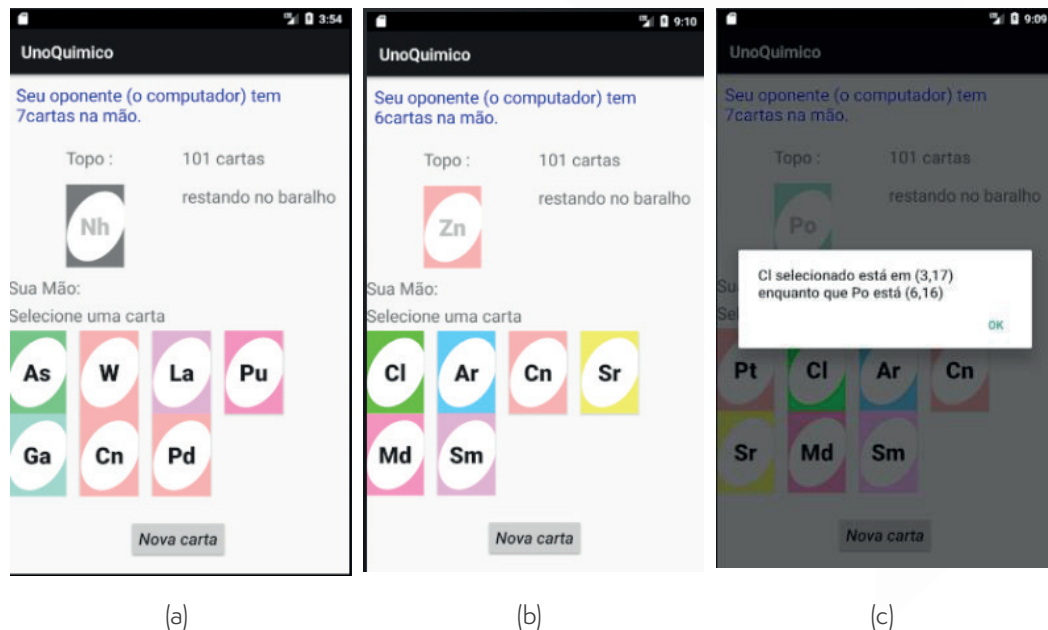 3:54
UnoQuimico
Seu oponente (o computador) tem
7cartas na mão.
Topo :
101 cartas
restando no baralho
Nh
Sua Mão:
Selecione uma carta
As W La Pu
Ga Cn Pd
Nova carta
(a)
9:10
UnoQuimico
Seu oponente (o computador) tem
6cartas na mão.
Topo :
101 cartas
restando no baralho
Zn
Sua Mão:
Selecione uma carta
Cl Ar Cn Sr
Md Sm
Nova carta
(b)
9:09
UnoQuimico
Seu oponente (o computador) tem
7cartas na mão.
Topo :
101 cartas
restando no baralho
Po
Su
Cl selecionado está em (3,17)
enquanto que Po está (6,16)
OK
Sel
Pt Cl Ar Cn
Sr Md Sm
Nova carta
(c)